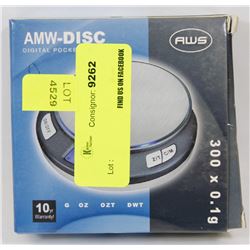 AMW-DISC
DIGITAL POCKE
AWS
LOT
4529
Consignor: 9262
Lot :
FIND US ON FACEBOOK
300 x 0.1g
10
Warranty!
G OZ OZT DWT